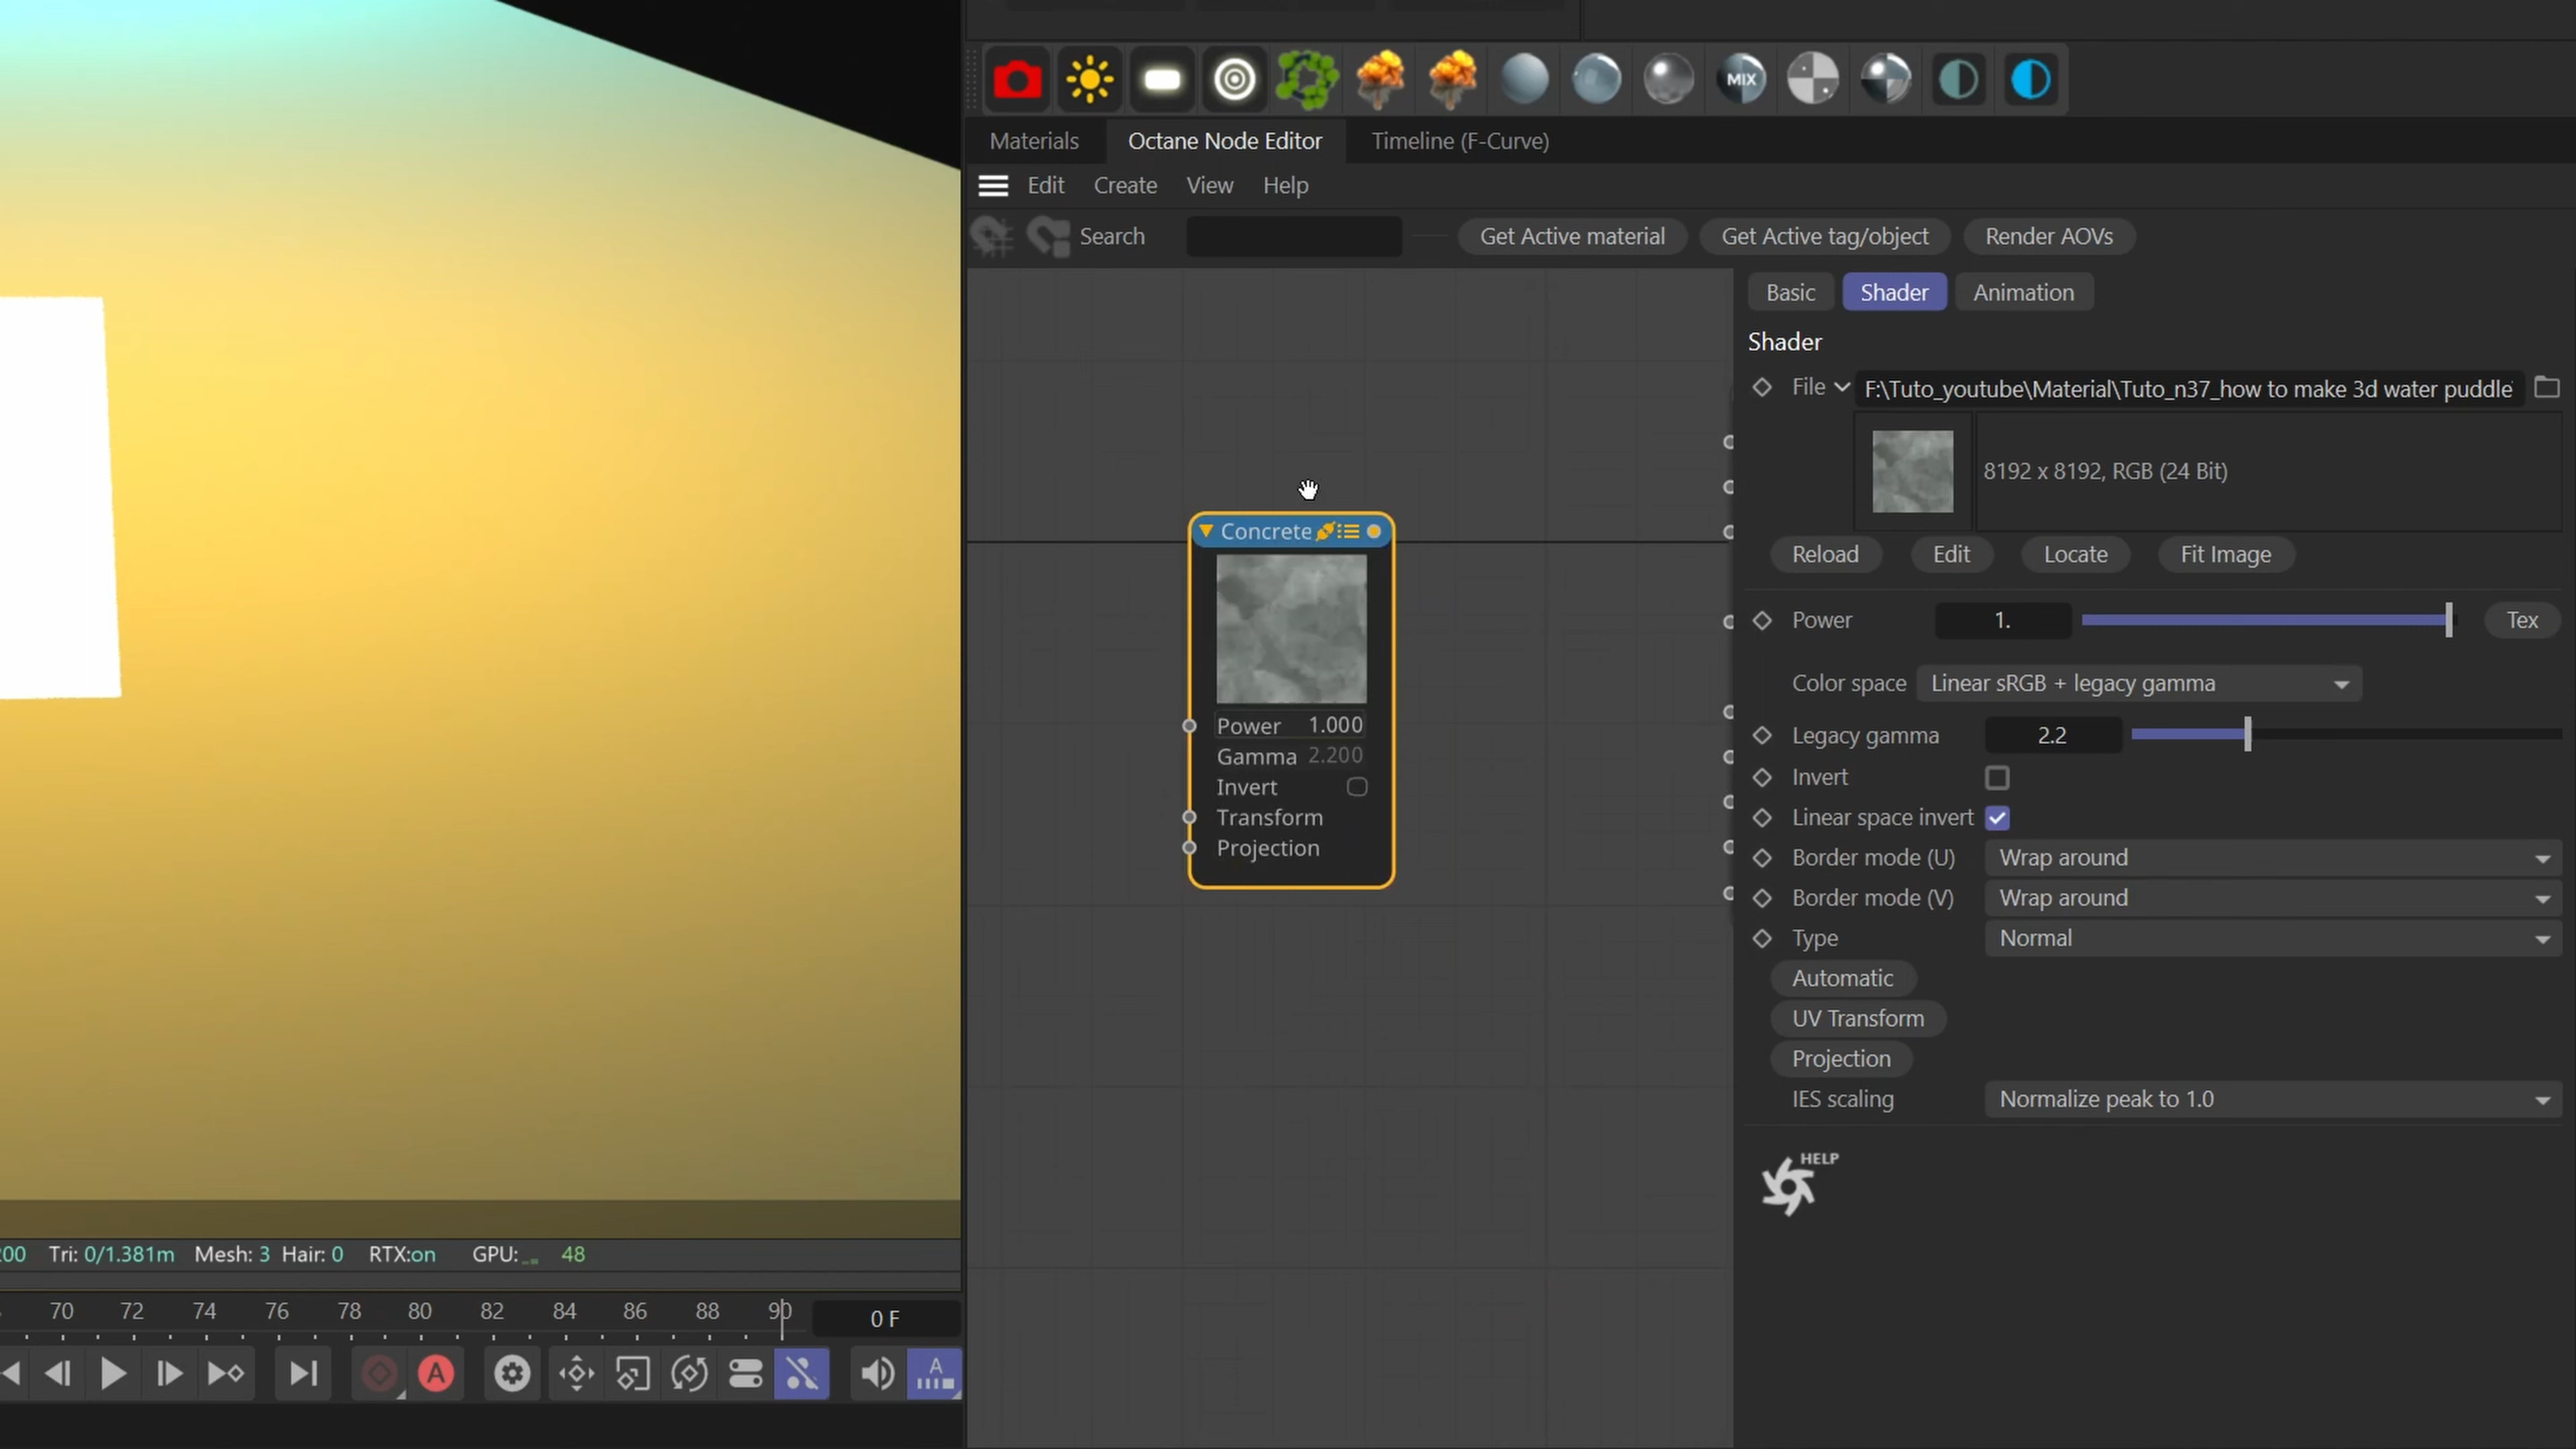 MIX
Materials
Octane Node Editor
Timeline (F-Curve)
Edit
Create
View
Help
Search
Get Active material
Get Active tag/object
Render AOVs
Basic
Shader
Animation
Shader
File
F:\Tuto_youtube\Material\Tuto_n37_how to make 3d water puddle
8192 x 8192, RGB (24 Bit)
Reload
Edit
Locate
Fit Image
Power
1.
Tex
Color space
Linear sRGB + legacy gamma
Legacy gamma
2.2
Invert
Linear space invert
Border mode (U)
Wrap around
Border mode (V)
Wrap around
Type
Normal
Automatic
UV Transform
Projection
IES scaling
Normalize peak to 1.0
HELP
Concrete
Power 1.000
Gamma 2.200
Invert
Transform
Projection
200 Tri: 0/1.381m Mesh: 3 Hair: 0 RTX:on GPU: 48
70 72 74 76 78 80 82 84 86 88 90
0 F
A
A